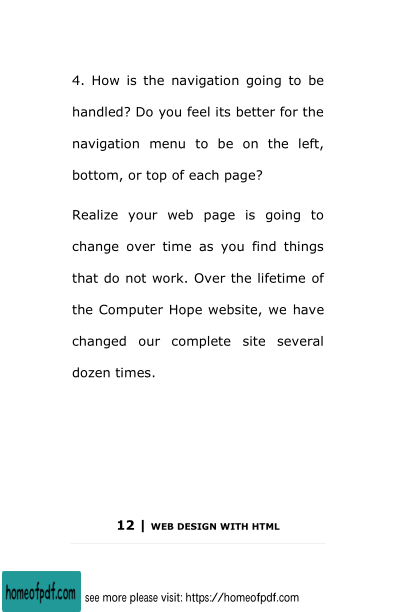 4. How is the navigation going to be
handled? Do you feel its better for the
navigation menu to be on the left,
bottom, or top of each page?
Realize your web page is going to
change over time as you find things
that do not work. Over the lifetime of
the Computer Hope website, we have
changed our complete site several
dozen times.
12 | WEB DESIGN WITH HTML
homeofpdf.com
see more please visit: https://homeofpdf.com